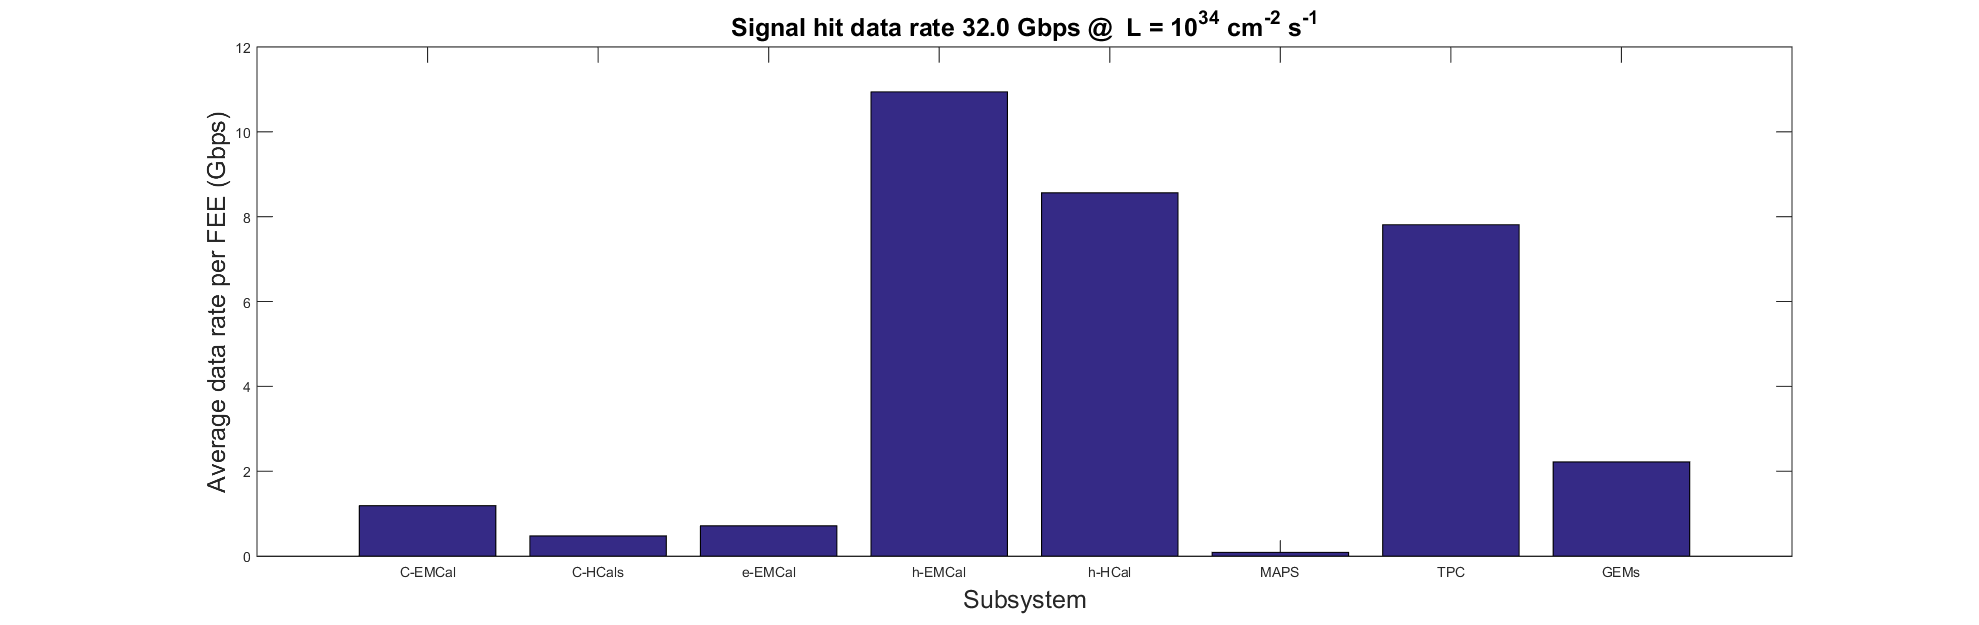 Signal hit data rate 32.0 Gbps @ L = 10^34 cm^-2 s^-1
Average data rate per FEE (Gbps)
12
10
8
6
4
2
0
C-EMCal C-HCals e-EMCal h-EMCal h-HCal MAPS TPC GEMs
Subsystem